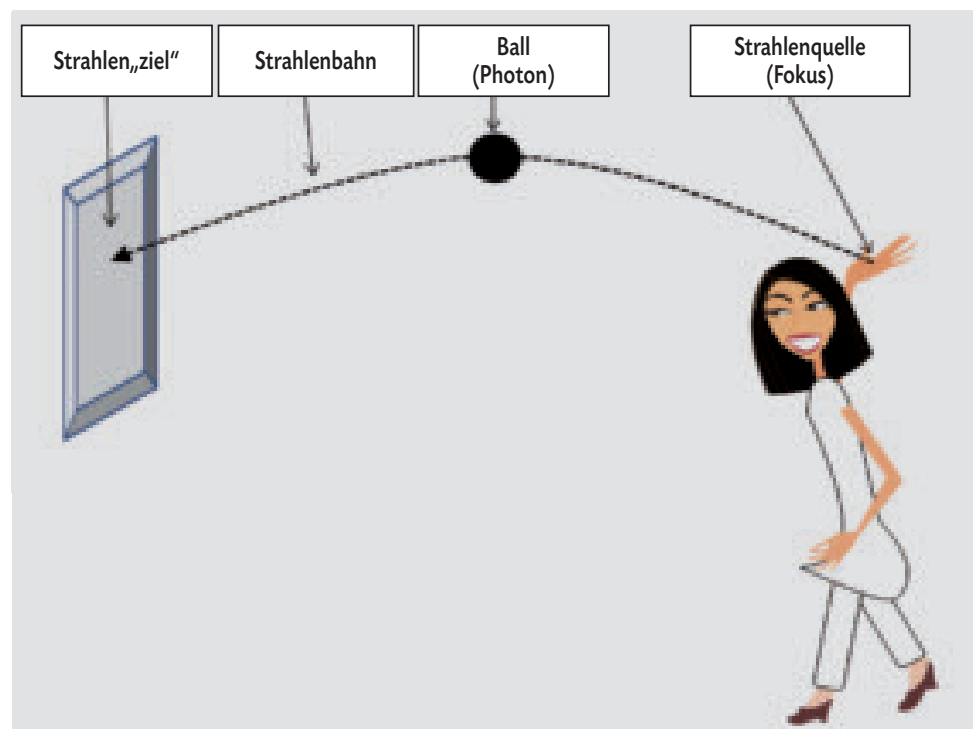 Strahlen„ziel“
Strahlenbahn
Ball
(Photon)
Strahlenquelle
(Fokus)